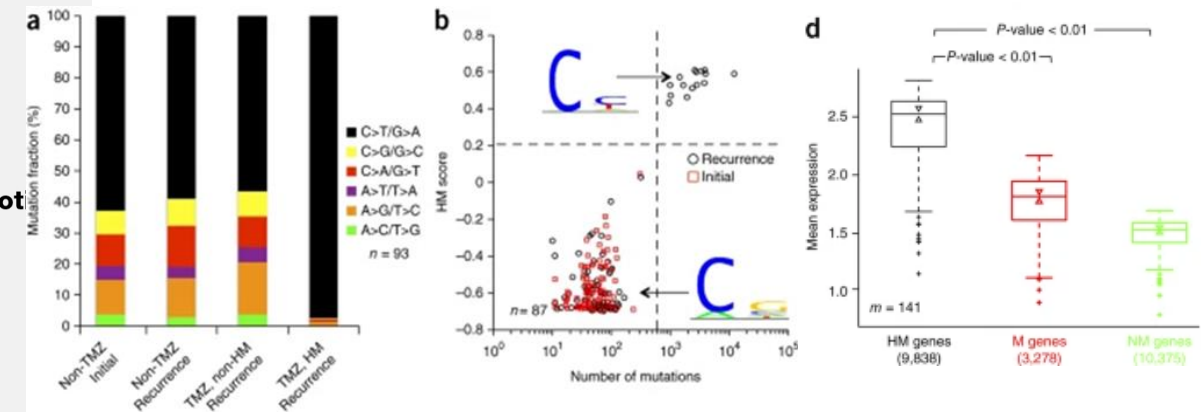 a
100
90
80
70
60
50
40
30
20
10
0
Mutation fraction (%)
Non-TMZ
Initial
Non-TMZ
Recurrence
TMZ, non-HM
Recurrence
TMZ, HM
Recurrence
C>T/G>A
C>G/G>C
C>A/G>T
A>T/T>A
A>G/T>C
A>C/T>G
n = 93
b
0.8
0.6
0.4
0.2
0
−0.2
−0.4
−0.6
−0.8
HM score
C
C
Recurrence
Initial
n= 87
10⁰
10¹
10²
10³
10⁴
10⁵
Number of mutations
d
P-value < 0.01
P-value < 0.01
2.5
2.0
1.5
1.0
Mean expression
m = 141
HM genes
(9,838)
M genes
(3,278)
NM genes
(10,375)